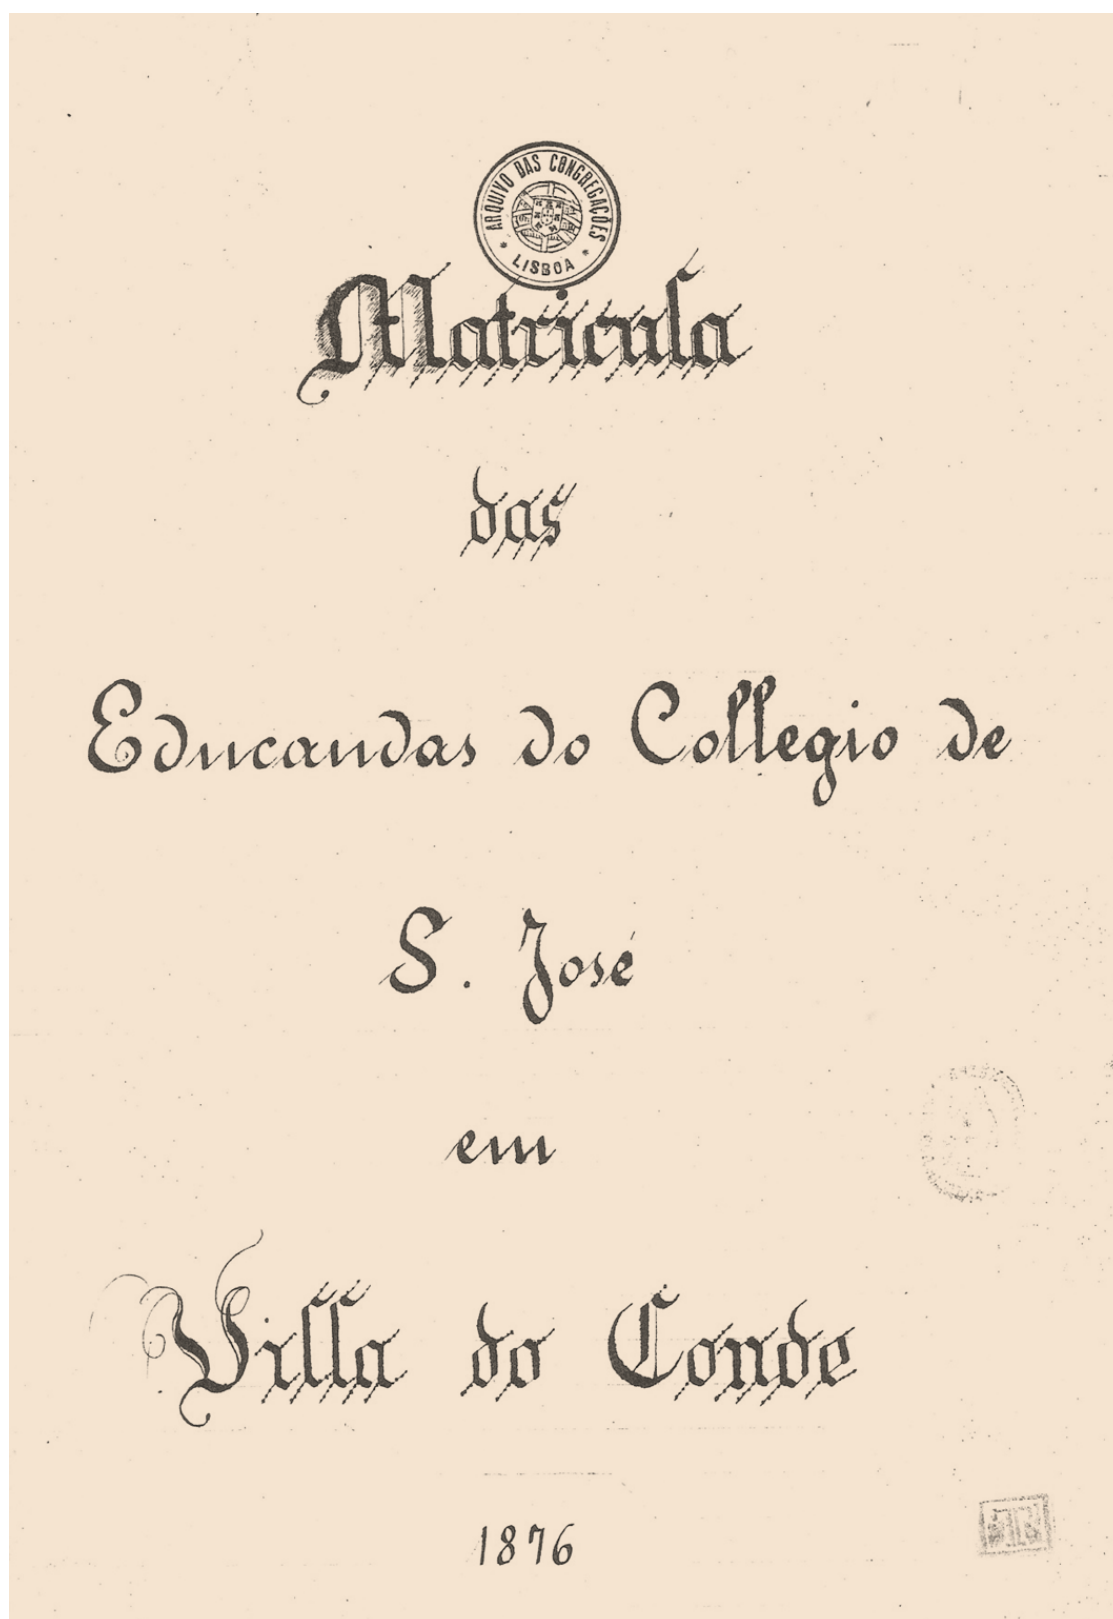 ARQUIVO DAS CONGREGAÇÕES
* LISBOA *
Matricula
das
Educandas do Collegio de
S. José
em
Villa do Conde
1876